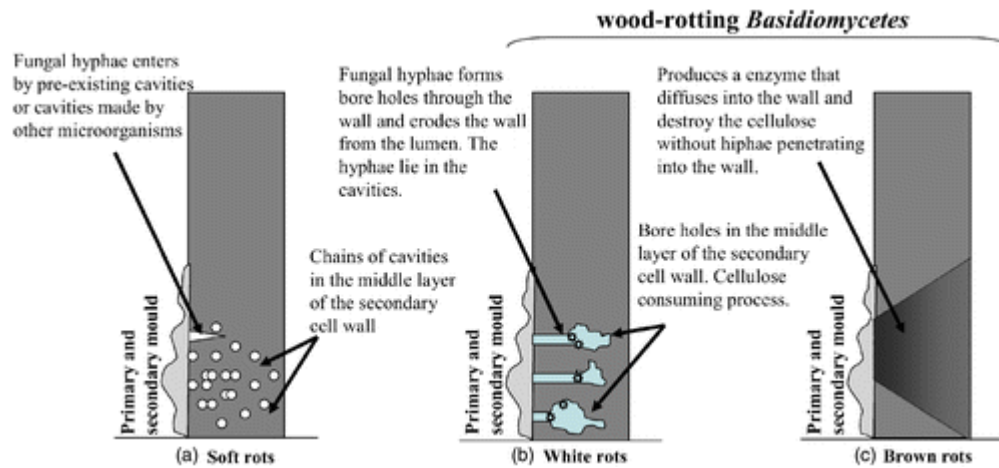 wood-rotting Basidiomycetes
Fungal hyphae enters
by pre-existing cavities
or cavities made by
other microorganisms
Chains of cavities
in the middle layer
of the secondary
cell wall
Primary and
secondary mould
(a) Soft rots
Fungal hyphae forms
bore holes through the
wall and erodes the wall
from the lumen. The
hyphae lie in the
cavities.
Bore holes in the middle
layer of the secondary
cell wall. Cellulose
consuming process.
Primary and
secondary mould
(b) White rots
Produces a enzyme that
diffuses into the wall and
destroy the cellulose
without hiphae penetrating
into the wall.
Primary and
secondary mould
(c) Brown rots